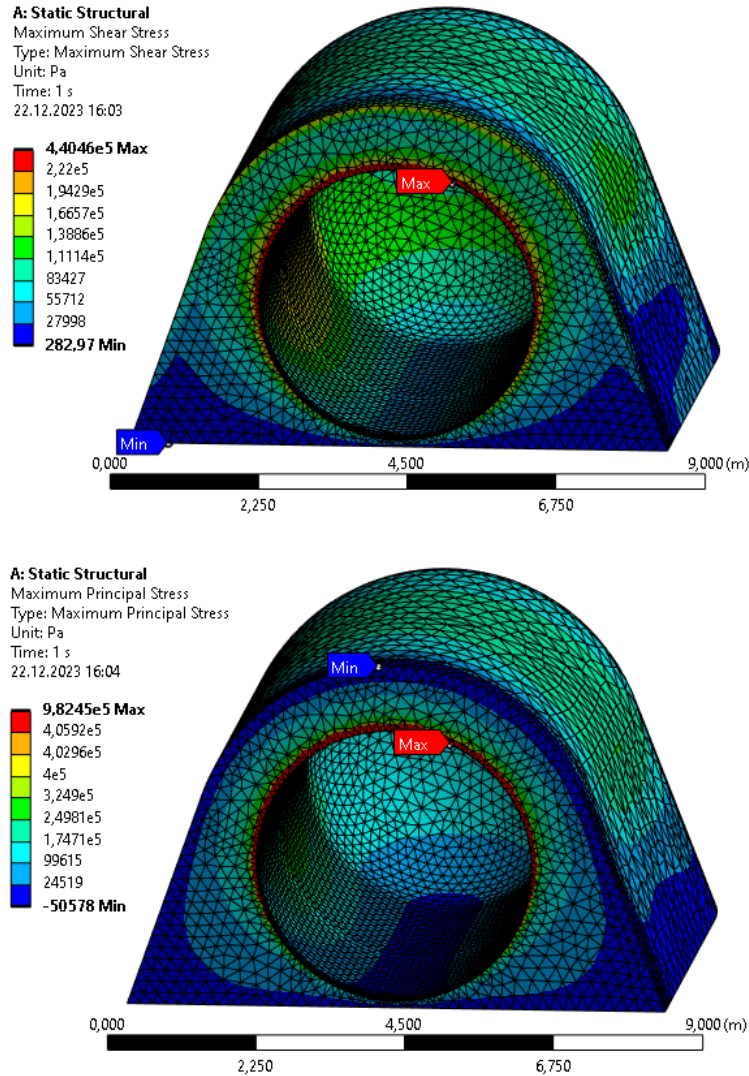 A: Static Structural
Maximum Shear Stress
Type: Maximum Shear Stress
Unit: Pa
Time: 1 s
22.12.2023 16:03
4,4046e5 Max
2,22e5
1,9429e5
1,6657e5
1,3886e5
1,1114e5
83427
55712
27998
282,97 Min
Max
Min
0,000 4,500 9,000 (m)
2,250 6,750
A: Static Structural
Maximum Principal Stress
Type: Maximum Principal Stress
Unit: Pa
Time: 1 s
22.12.2023 16:04
9,8245e5 Max
4,0592e5
4,0296e5
4e5
3,249e5
2,4981e5
1,7471e5
99615
24519
-50578 Min
Min
Max
0,000 4,500 9,000 (m)
2,250 6,750